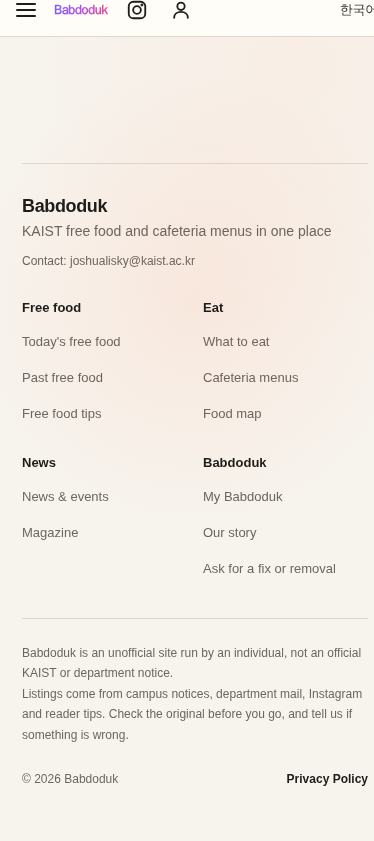 Babdoduk
한국어
Babdoduk
KAIST free food and cafeteria menus in one place
Contact: joshualisky@kaist.ac.kr
Free food
Today's free food
Past free food
Free food tips
Eat
What to eat
Cafeteria menus
Food map
News
News & events
Magazine
Babdoduk
My Babdoduk
Our story
Ask for a fix or removal
Babdoduk is an unofficial site run by an individual, not an official
KAIST or department notice.
Listings come from campus notices, department mail, Instagram
and reader tips. Check the original before you go, and tell us if
something is wrong.
© 2026 Babdoduk
Privacy Policy